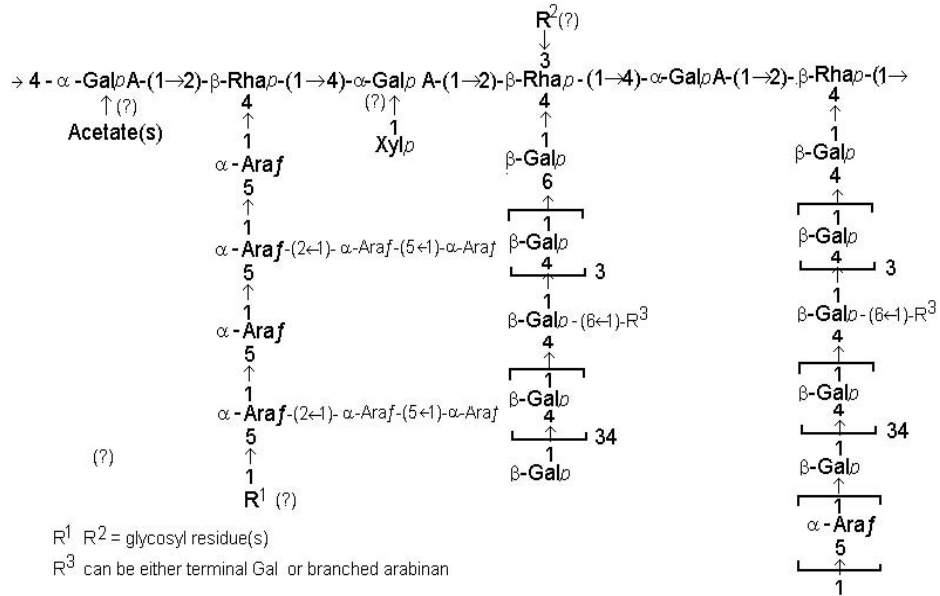 R²(?)
↓
3
→ 4 - α -GalpA-(1→2)-β-Rhap-(1→ 4)-α-Galp A-(1→2)-β-Rhap-(1→4)-α-GalpA-(1→2)- β-Rhap-(1→
↑(?) 4 (?)↑ 4 4
Acetate(s) ↑ 1 ↑ ↑
1 Xylp 1 1
α -Araf β-Galp β-Galp
5 6 4
↑ ↑ ↑
1 1 1
α -Araf-(2←1)- α-Araf-(5←1)-α-Araf β-Galp β-Galp
5 4 3 4 3
↑ ↑ ↑
1 1 1
α -Araf β-Galp-(6←1)-R³ β-Galp-(6←1)-R³
5 4 4
↑ ↑ ↑
1 1 1
α -Araf-(2←1)- α-Araf-(5←1)-α-Araf β-Galp β-Galp
5 4 34 4 34
↑ ↑ ↑
(?) 1 1 1
R¹ (?) β-Galp β-Galp
↑
1
R¹ R² = glycosyl residue(s) α -Araf
5
R³ can be either terminal Gal or branched arabinan ↑
1